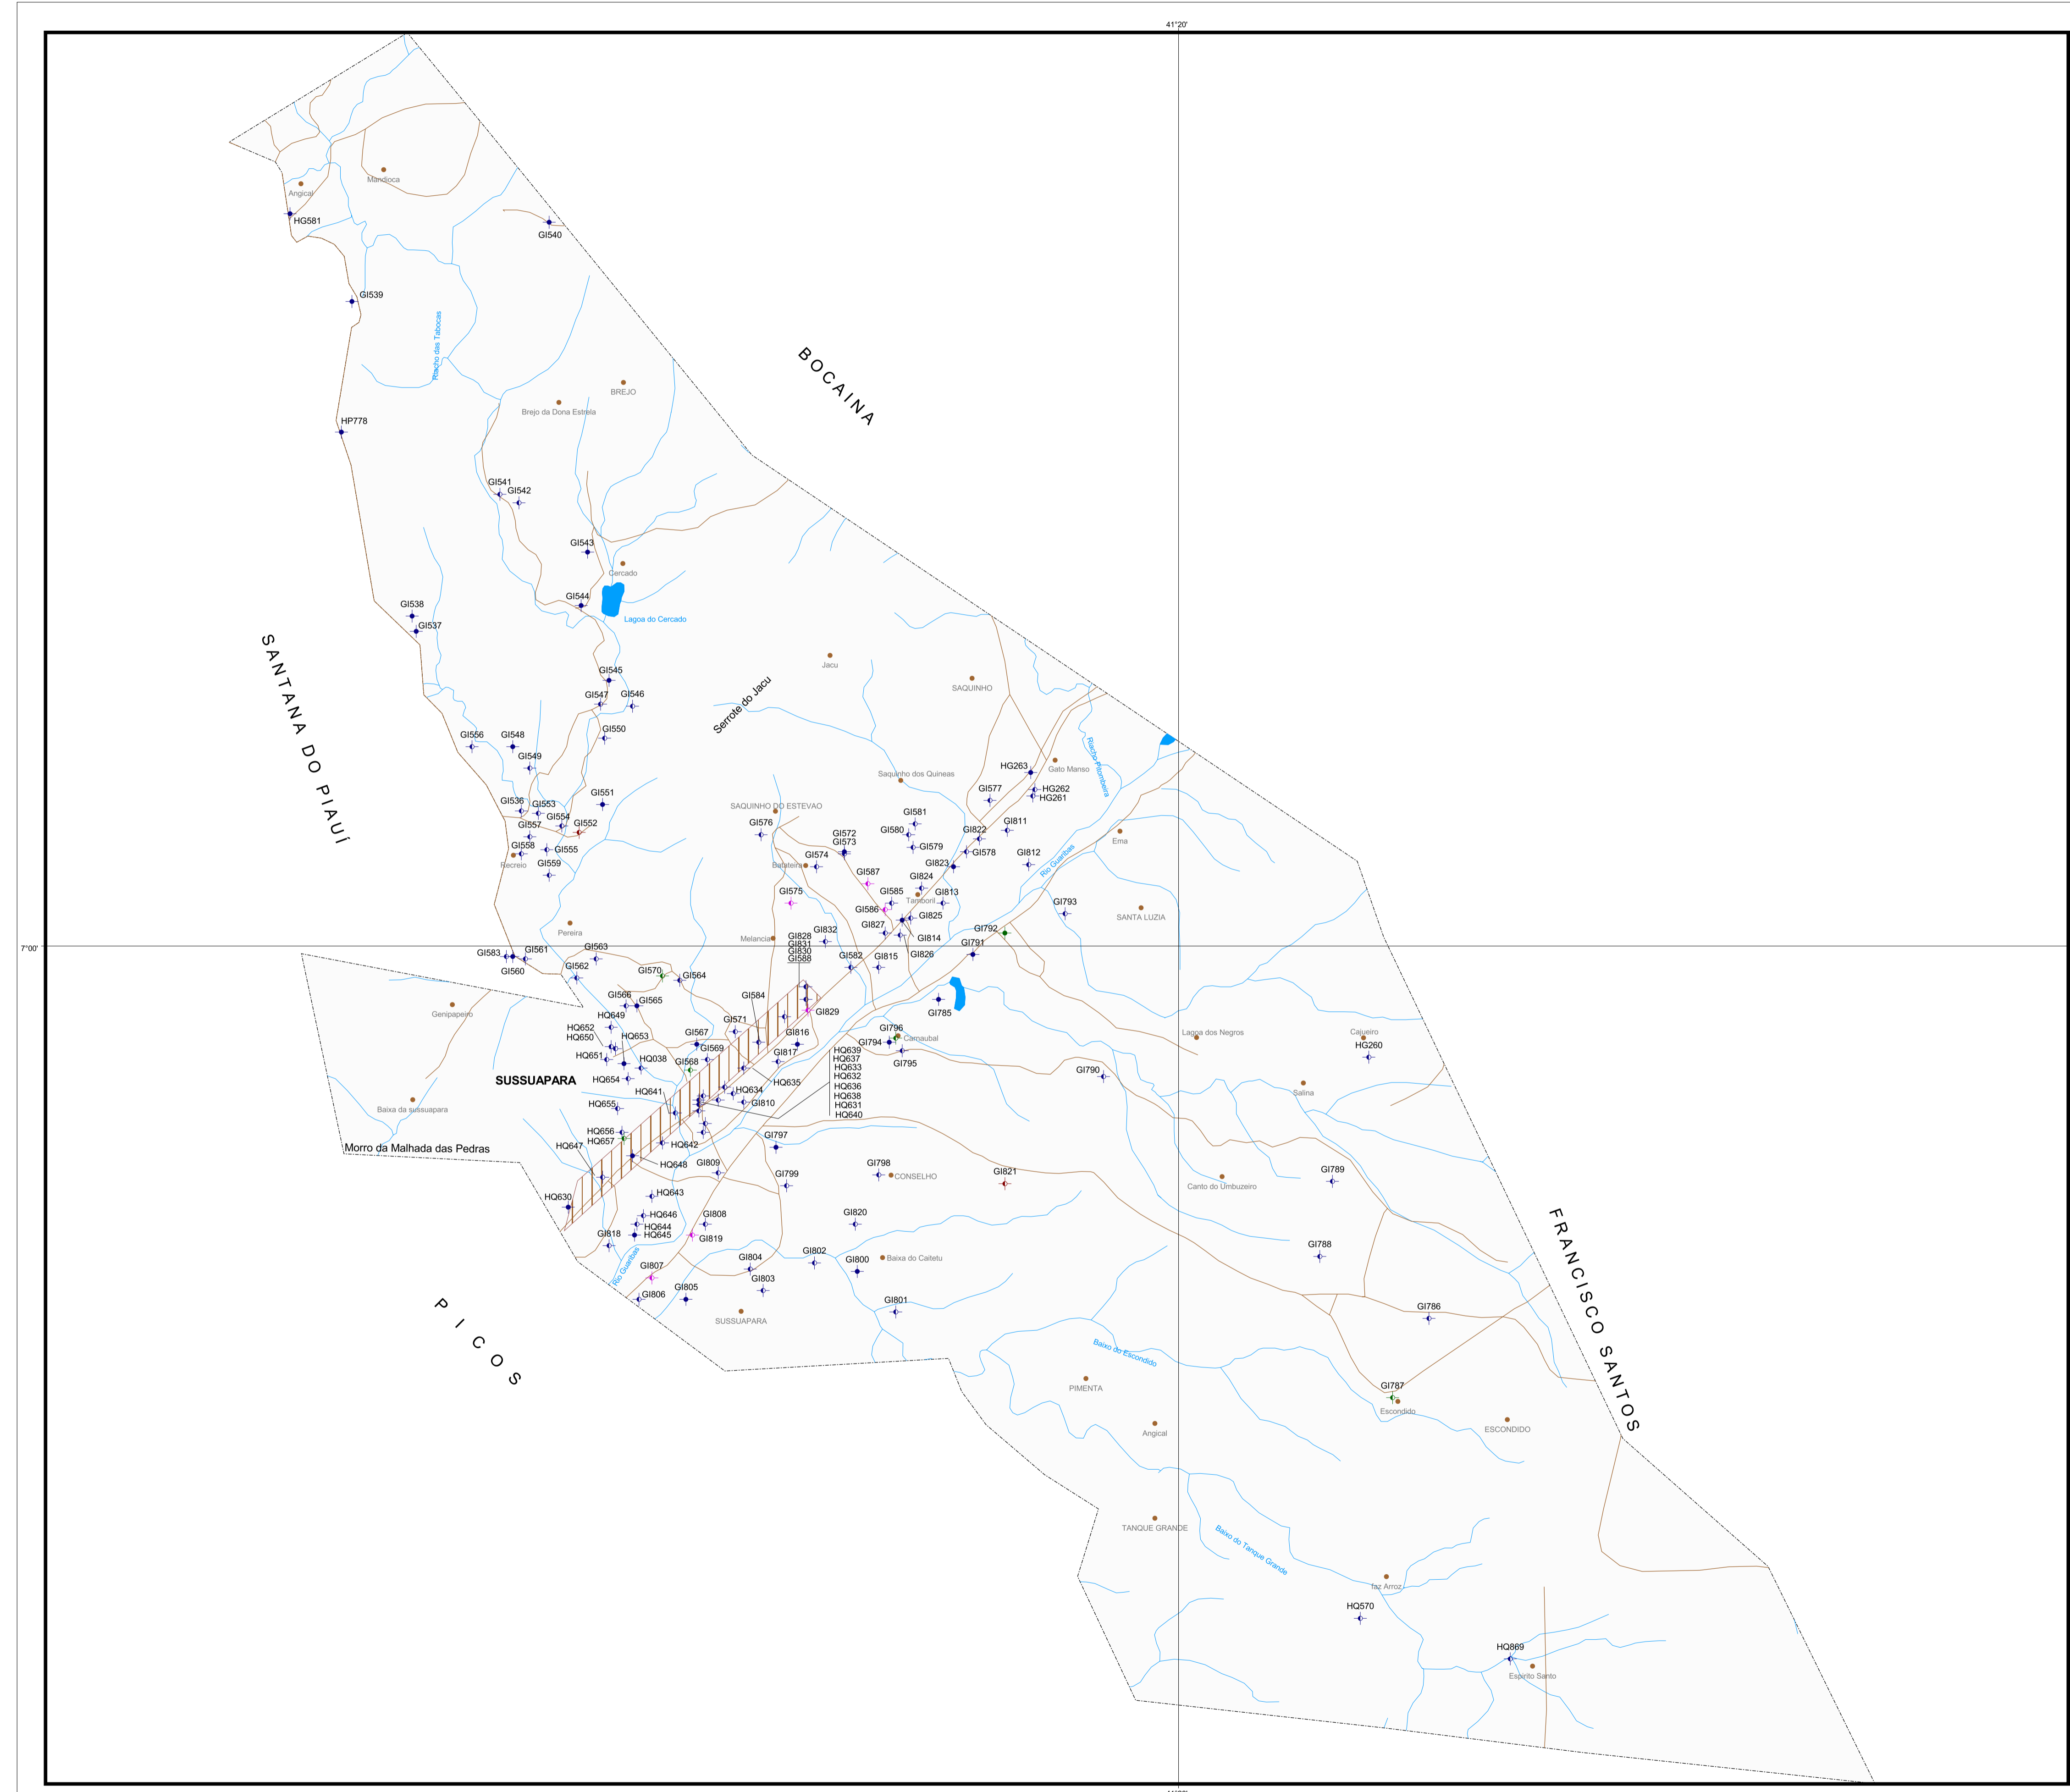 41°20'
Mandioca
Angical
HG581
GI540
GI539
Riacho das Tabocas
BOCAINA
BREJO
Brejo da Dona Estrela
HP778
GI541
GI542
GI543
Cercado
GI544
Lagoa do Cercado
GI538
GI537
SANTANA DO PIAUÍ
Jacu
SAQUINHO
GI545
GI547
GI546
Serrote do Jacu
GI550
GI556
GI548
GI549
Riacho Pitombeira
Gato Manso
HG263
Saquinho dos Quineas
HG262
HG261
GI577
GI551
SAQUINHO DO ESTEVAO
GI536
GI553
GI554
GI552
GI576
GI581
GI580
GI579
GI572
GI573
GI822
GI811
GI578
GI812
Ema
GI557
GI558
GI555
Recreio
GI559
GI574
GI823
Rio Guaribas
GI587
GI824
GI575
GI585
Tamboril
GI813
GI586
GI825
GI793
SANTA LUZIA
Pereira
Melancia
GI832
GI827
GI814
GI792
7°00'
GI828
GI831
GI830
GI588
GI826
GI791
GI583
GI561
GI563
GI560
GI562
GI570
GI564
GI582
GI815
Genipapeiro
GI566
GI565
GI584
GI829
GI785
HQ649
GI571
GI816
GI796
Carnaubal
GI794
GI795
Lagoa dos Negros
Cajueiro
HG260
HQ652
HQ650
HQ653
GI567
GI569
GI817
HQ651
HQ038
GI568
HQ639
HQ637
HQ633
HQ632
HQ636
HQ638
HQ631
HQ640
SUSSUAPARA
HQ654
HQ635
GI790
Salina
HQ641
HQ634
GI810
Baixa da sussuapara
HQ655
HQ656
HQ657
HQ642
GI797
Morro da Malhada das Pedras
HQ647
HQ648
GI809
GI799
GI798
CONSELHO
GI821
Canto do Umbuzeiro
GI789
HQ630
HQ643
HQ646
HQ644
HQ645
GI808
GI820
GI818
GI819
FRANCISCO SANTOS
Rio Guaribas
GI804
GI802
GI800
Baixa do Caitetu
GI788
GI807
GI803
GI806
GI805
GI801
SUSSUAPARA
PICOS
GI786
Baixo do Escondido
PIMENTA
GI787
Escondido
ESCONDIDO
Angical
TANQUE GRANDE
Baixo do Tanque Grande
faz Arroz
HQ570
HQ869
Espirito Santo